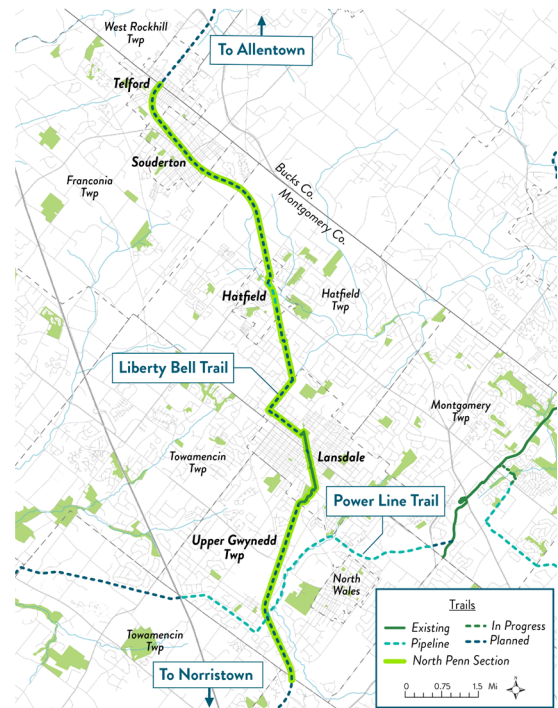 West Rockhill
Twp
To Allentown
Telford
Souderton
Bucks Co.
Montgomery Co.
Franconia
Twp
Hatfield
Hatfield
Twp
Liberty Bell Trail
Montgomery
Twp
Towamencin
Twp
Lansdale
Power Line Trail
Upper Gwynedd
Twp
North
Wales
Towamencin
Twp
To Norristown
Trails
Existing
In Progress
Pipeline
Planned
North Penn Section
0 0.75 1.5 Mi